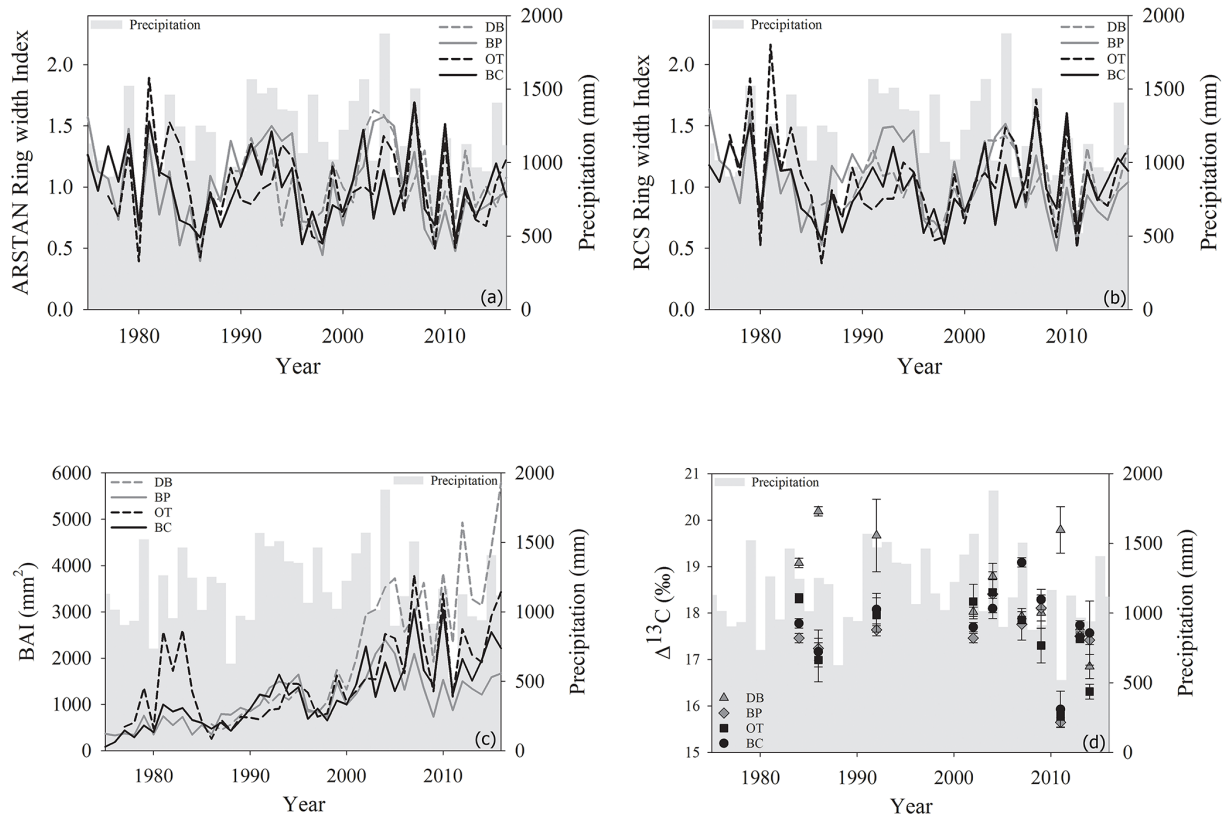 ARSTAN Ring width Index
2.0
1.5
1.0
0.5
0.0
Precipitation
DB
BP
OT
BC
2000
1500
1000
500
0
Precipitation (mm)
(a)
1980 1990 2000 2010
Year
RCS Ring width Index
2.0
1.5
1.0
0.5
0.0
Precipitation
DB
BP
OT
BC
2000
1500
1000
500
0
Precipitation (mm)
(b)
1980 1990 2000 2010
Year
BAI (mm²)
6000
5000
4000
3000
2000
1000
0
DB
BP
OT
BC
Precipitation
2000
1500
1000
500
0
Precipitation (mm)
(c)
1980 1990 2000 2010
Year
Δ¹³C (‰)
21
20
19
18
17
16
15
Precipitation
DB
BP
OT
BC
2000
1500
1000
500
0
Precipitation (mm)
(d)
1980 1990 2000 2010
Year